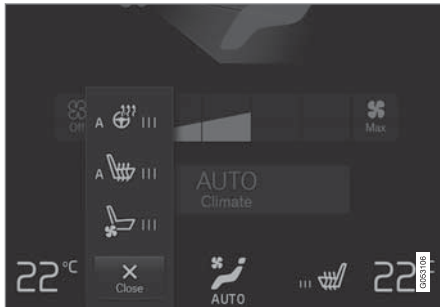 Off
Max
A III
AUTO
Climate
A III
III
22°C
Close
AUTO
III
22°
G053106